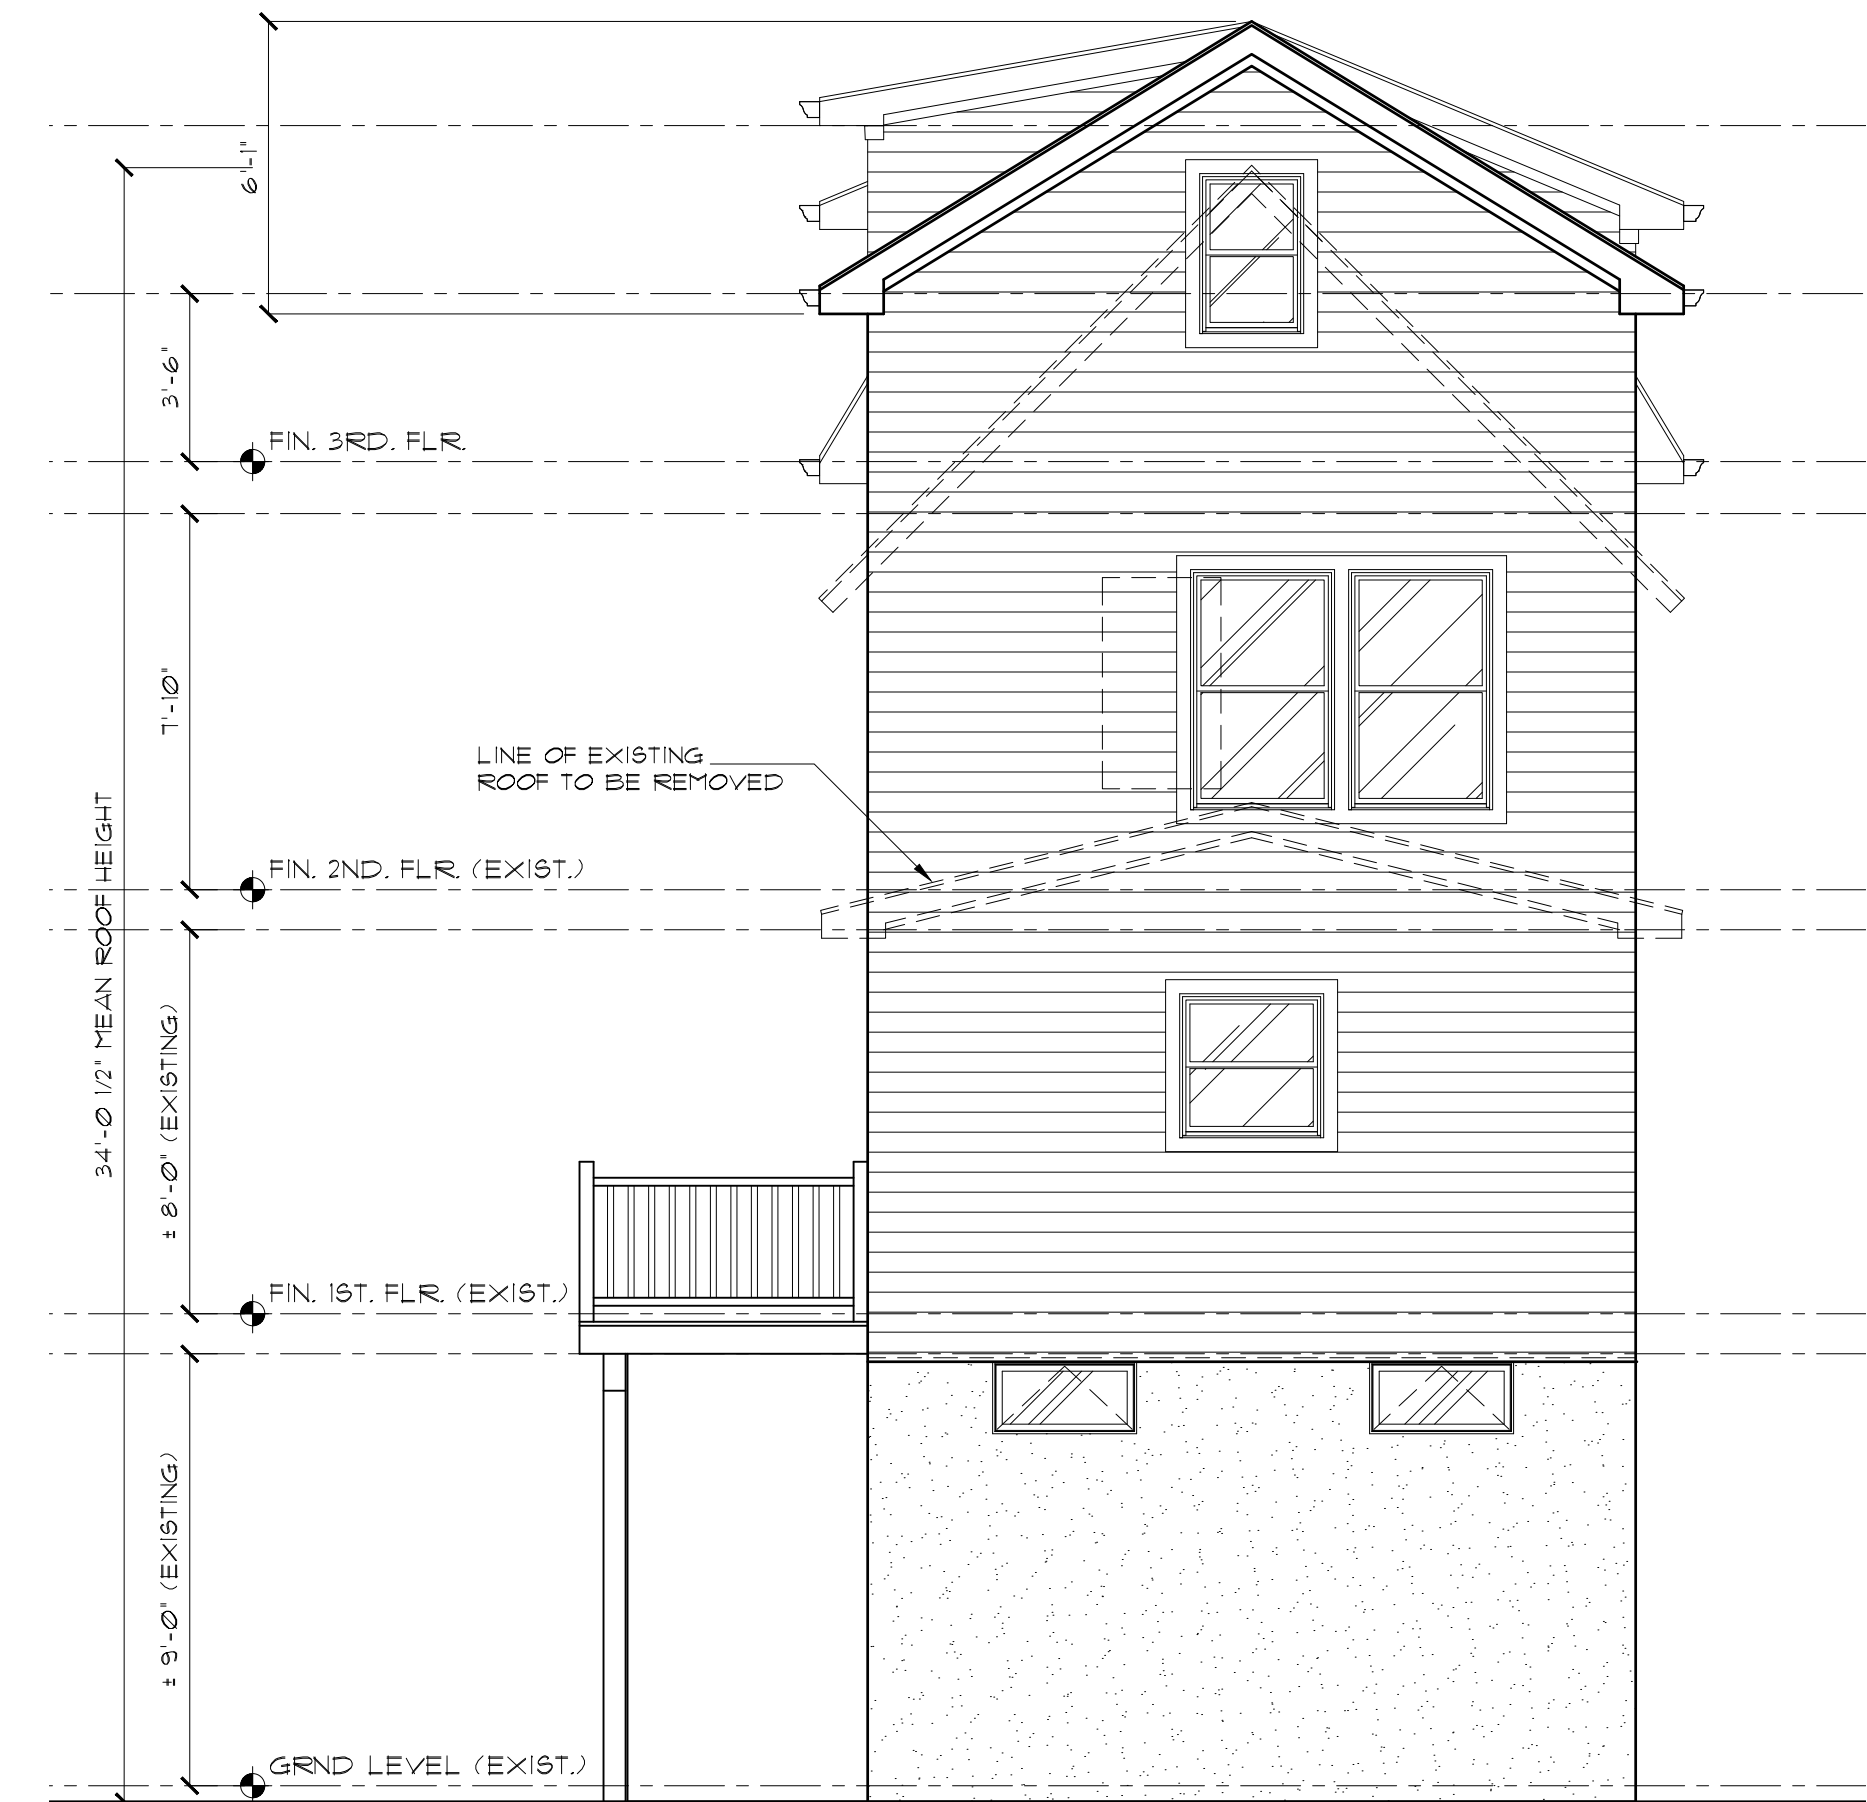 6'-1"
3'-6"
FIN. 3RD. FLR.
7'-10"
LINE OF EXISTING
ROOF TO BE REMOVED
34'-0 1/2" MEAN ROOF HEIGHT
FIN. 2ND. FLR. (EXIST.)
± 8'-0" (EXISTING)
FIN. 1ST. FLR. (EXIST.)
± 9'-0" (EXISTING)
GRND LEVEL (EXIST.)